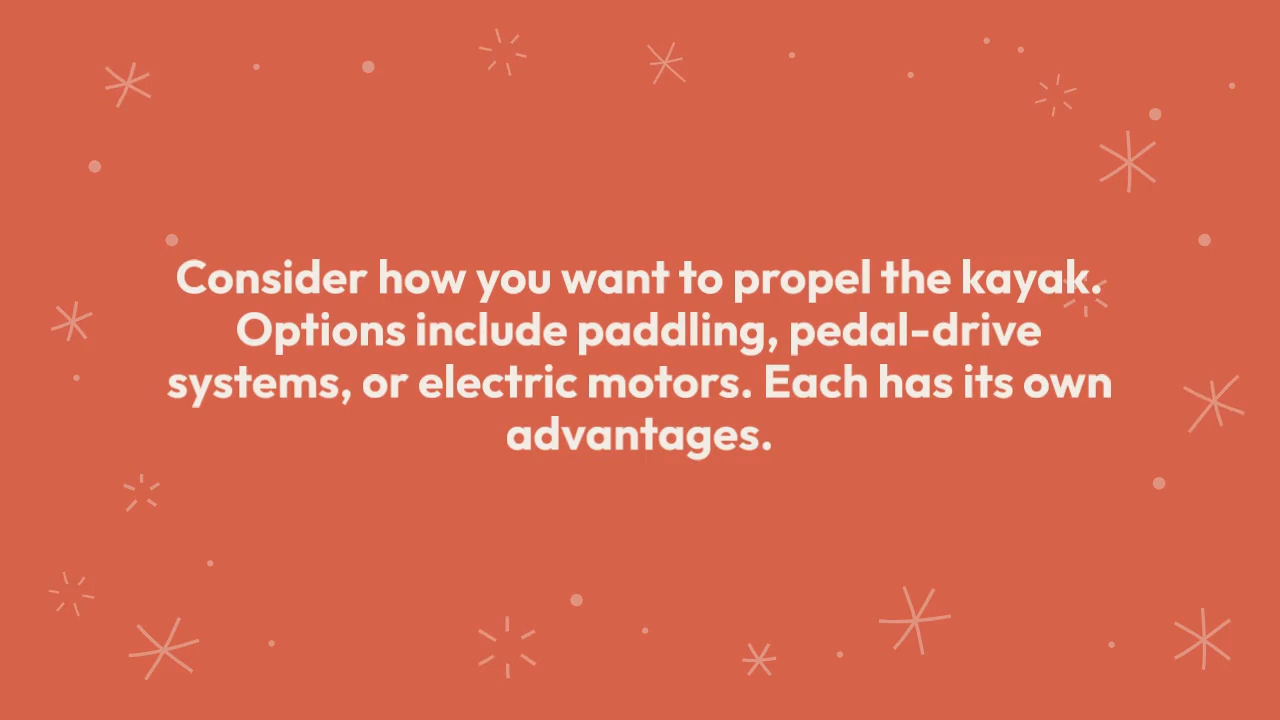 Consider how you want to propel the kayak.
Options include paddling, pedal-drive
systems, or electric motors. Each has its own
advantages.